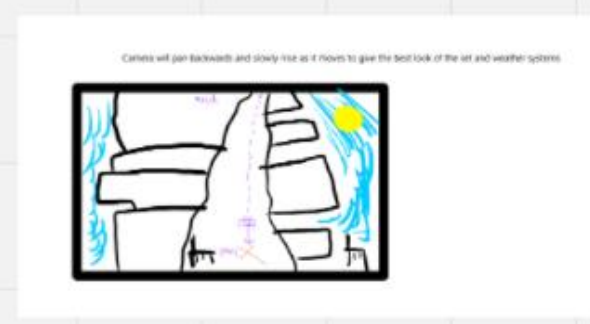 Camera will pan backwards and slowly rise as it moves to give the best look of the set and weather systems